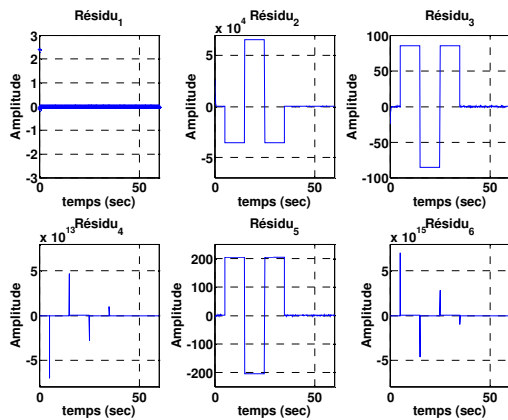 Résidu1
3
2
1
0
-1
-2
-3
Amplitude
0
50
temps (sec)
Résidu2
x 10^4
5
0
-5
Amplitude
0
50
temps (sec)
Résidu3
100
50
0
-50
-100
Amplitude
0
50
temps (sec)
Résidu4
x 10^13
5
0
-5
Amplitude
0
50
temps (sec)
Résidu5
200
100
0
-100
-200
Amplitude
0
50
temps (sec)
Résidu6
x 10^15
5
0
-5
Amplitude
0
50
temps (sec)